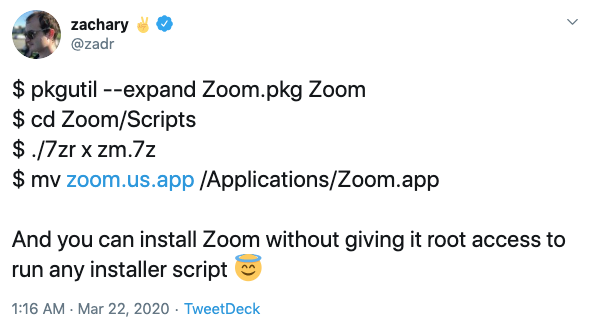 zachary ✌️
@zadr
$ pkgutil --expand Zoom.pkg Zoom
$ cd Zoom/Scripts
$ ./7zr x zm.7z
$ mv zoom.us.app /Applications/Zoom.app
And you can install Zoom without giving it root access to
run any installer script 😇
1:16 AM · Mar 22, 2020 · TweetDeck